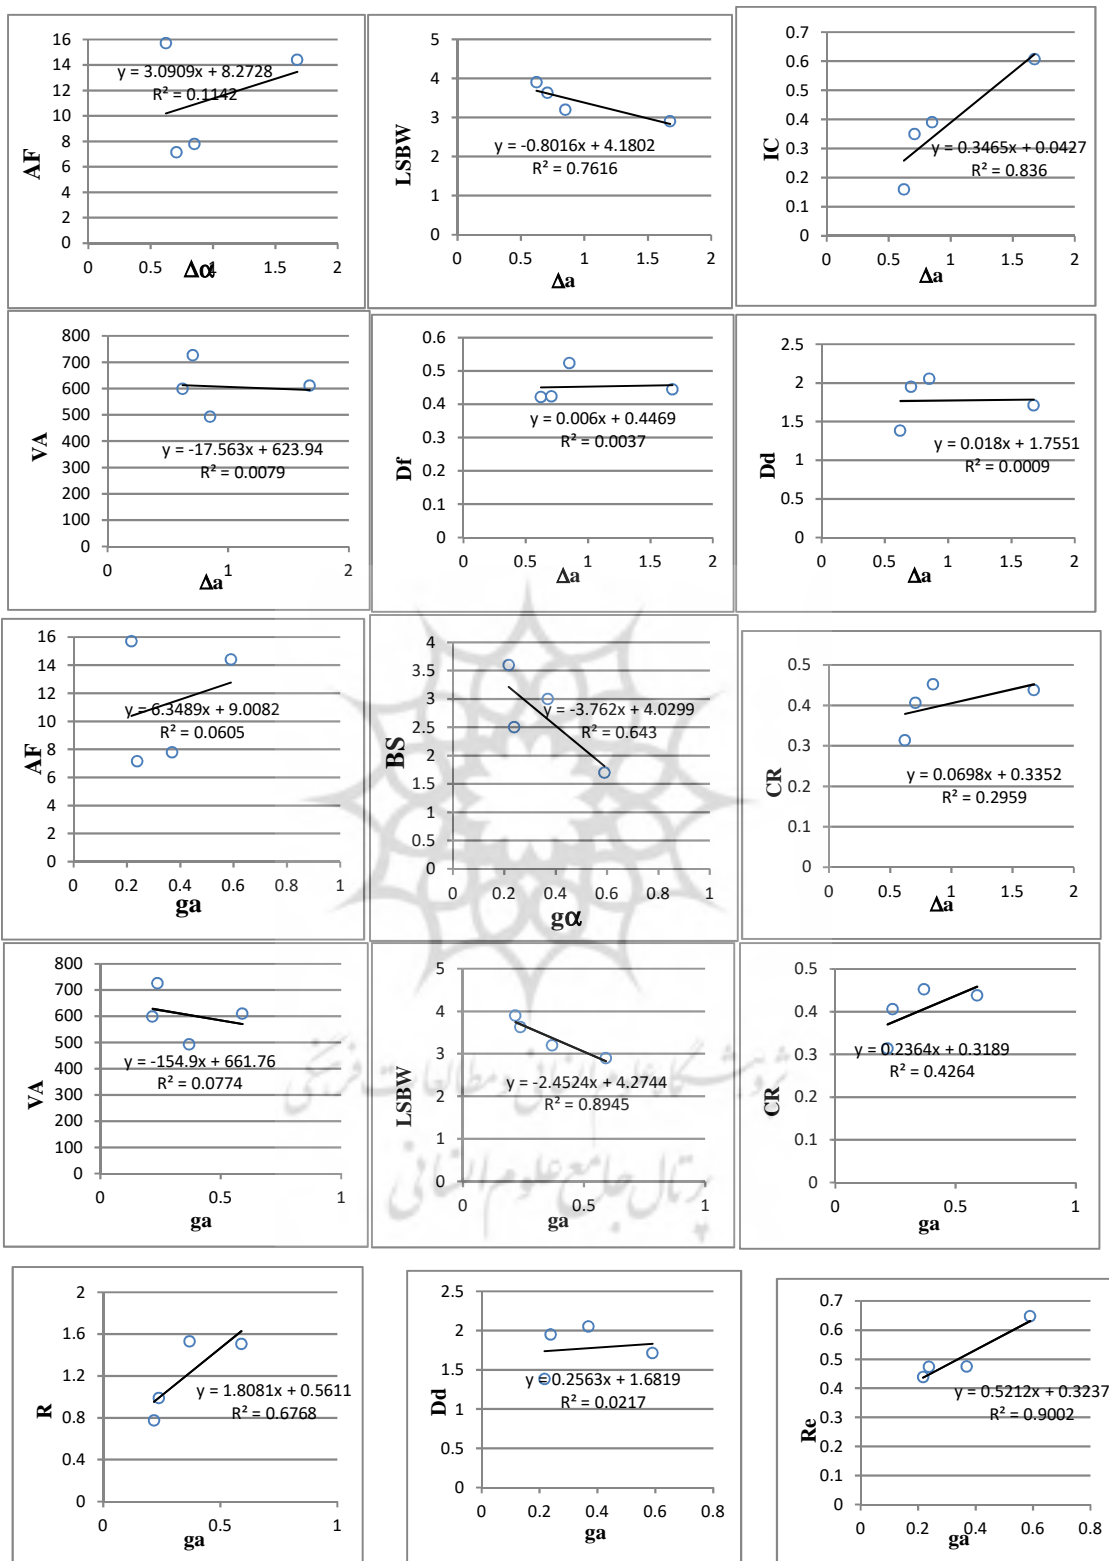 AF
16
14
12
10
8
6
4
2
0
y = 3.0909x + 8.2728
R² = 0.1142
0 0.5 1 1.5 2
Δα
LSBW
5
4
3
2
1
0
y = -0.8016x + 4.1802
R² = 0.7616
0 0.5 1 1.5 2
Δa
IC
0.7
0.6
0.5
0.4
0.3
0.2
0.1
0
y = 0.3465x + 0.0427
R² = 0.836
0 0.5 1 1.5 2
Δa
VA
800
700
600
500
400
300
200
100
0
y = -17.563x + 623.94
R² = 0.0079
0 1 2
Δa
Df
0.6
0.5
0.4
0.3
0.2
0.1
0
y = 0.006x + 0.4469
R² = 0.0037
0 0.5 1 1.5 2
Δa
Dd
2.5
2
1.5
1
0.5
0
y = 0.018x + 1.7551
R² = 0.0009
0 0.5 1 1.5 2
Δa
AF
16
14
12
10
8
6
4
2
0
y = 6.3489x + 9.0082
R² = 0.0605
0 0.2 0.4 0.6 0.8 1
ga
BS
4
3.5
3
2.5
2
1.5
1
0.5
0
y = -3.762x + 4.0299
R² = 0.643
0 0.2 0.4 0.6 0.8 1
gα
CR
0.5
0.4
0.3
0.2
0.1
0
y = 0.0698x + 0.3352
R² = 0.2959
0 0.5 1 1.5 2
Δa
VA
800
700
600
500
400
300
200
100
0
y = -154.9x + 661.76
R² = 0.0774
0 0.5 1
ga
LSBW
5
4
3
2
1
0
y = -2.4524x + 4.2744
R² = 0.8945
0 0.5 1
ga
CR
0.5
0.4
0.3
0.2
0.1
0
y = 0.2364x + 0.3189
R² = 0.4264
0 0.5 1
ga
پژوهشگاه علوم انسانی و مطالعات فرهنگی
پرتال جامع علوم انسانی
R
2
1.6
1.2
0.8
0.4
0
y = 1.8081x + 0.5611
R² = 0.6768
0 0.5 1
ga
Dd
2.5
2
1.5
1
0.5
0
y = 0.2563x + 1.6819
R² = 0.0217
0 0.2 0.4 0.6 0.8
ga
Re
0.7
0.6
0.5
0.4
0.3
0.2
0.1
0
y = 0.5212x + 0.3237
R² = 0.9002
0 0.2 0.4 0.6 0.8
ga